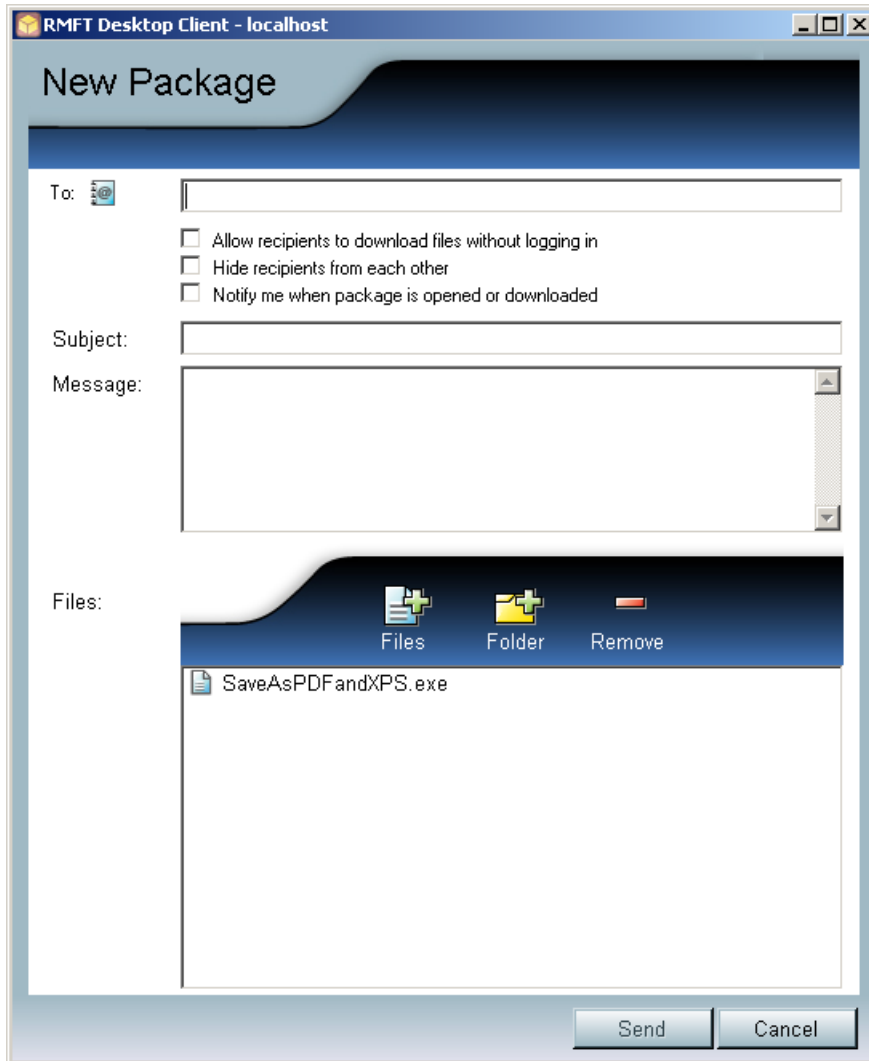 RMFT Desktop Client - localhost
New Package
To:
Allow recipients to download files without logging in
Hide recipients from each other
Notify me when package is opened or downloaded
Subject:
Message:
Files:
Files Folder Remove
SaveAsPDFandXPS.exe
Send Cancel